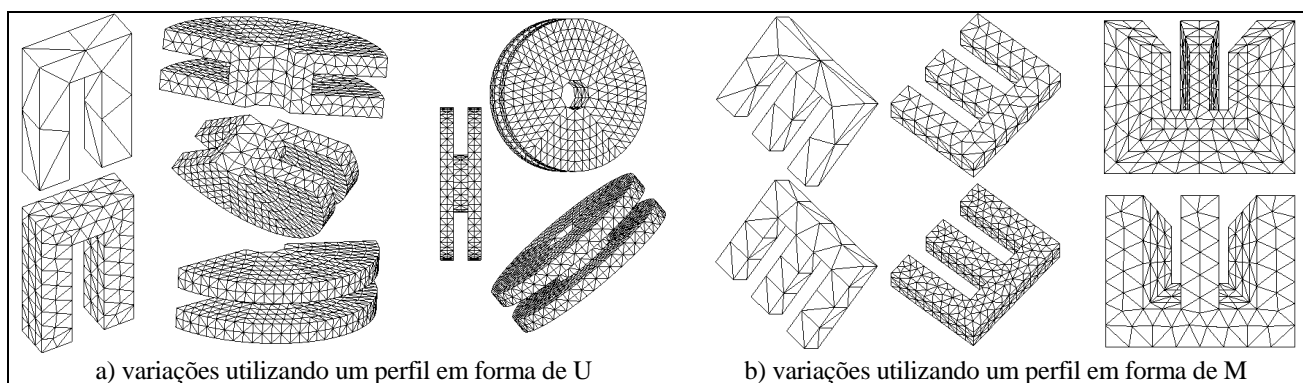 a) variações utilizando um perfil em forma de U
b) variações utilizando um perfil em forma de M